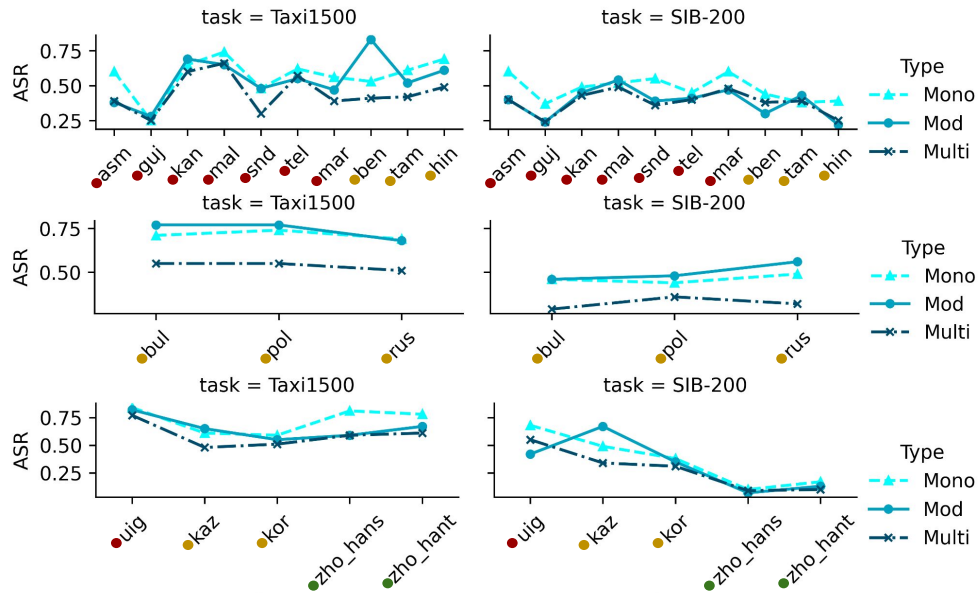 task = Taxi1500
task = SIB-200
ASR
0.75
0.50
0.25
asm
guj
kan
mal
snd
tel
mar
ben
tam
hin
asm
guj
kan
mal
snd
tel
mar
ben
tam
hin
Type
Mono
Mod
Multi
task = Taxi1500
task = SIB-200
ASR
0.75
0.50
bul
pol
rus
bul
pol
rus
Type
Mono
Mod
Multi
task = Taxi1500
task = SIB-200
ASR
0.75
0.50
0.25
uig
kaz
kor
zho_hans
zho_hant
uig
kaz
kor
zho_hans
zho_hant
Type
Mono
Mod
Multi